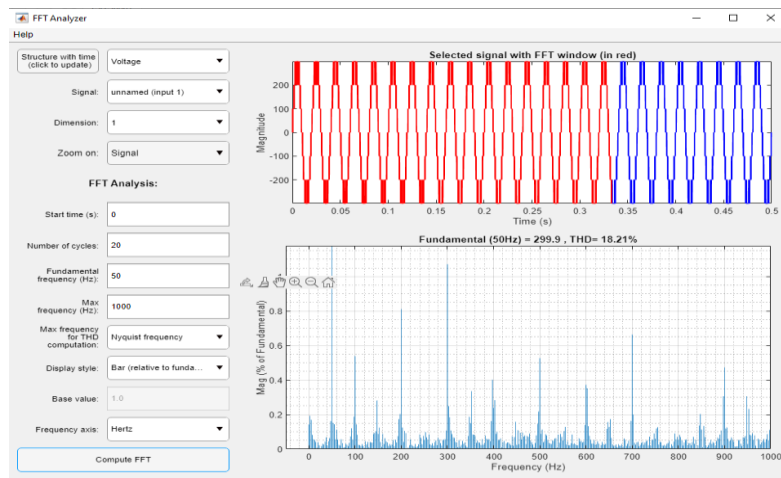 FFT Analyzer
Help
Structure with time
(click to update)
Voltage
Signal:
unnamed (input 1)
Dimension:
1
Zoom on:
Signal
FFT Analysis:
Start time (s):
0
Number of cycles:
20
Fundamental
frequency (Hz):
50
Max
frequency (Hz):
1000
Max frequency
for THD
computation:
Nyquist frequency
Display style:
Bar (relative to funda...
Base value:
1.0
Frequency axis:
Hertz
Compute FFT
Selected signal with FFT window (in red)
Magnitude
200
100
0
-100
-200
0 0.05 0.1 0.15 0.2 0.25 0.3 0.35 0.4 0.45 0.5
Time (s)
Fundamental (50Hz) = 299.9 , THD= 18.21%
Mag (% of Fundamental)
0.8
0.6
0.4
0.2
0
0 100 200 300 400 500 600 700 800 900 1000
Frequency (Hz)